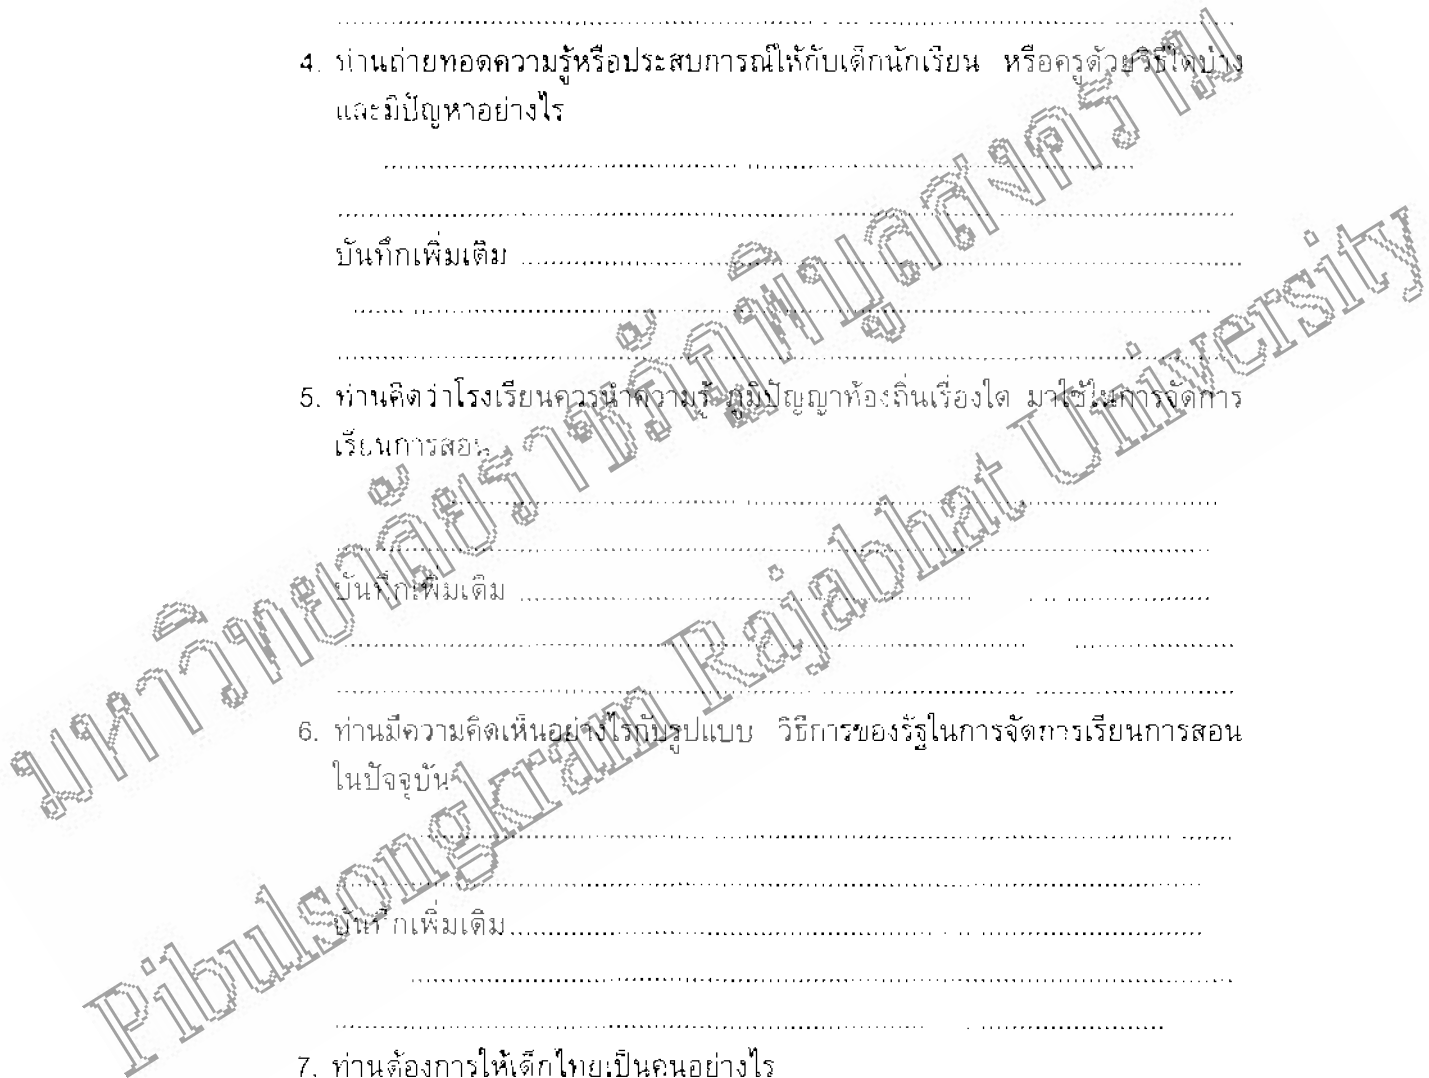 4. ท่านถ่ายทอดความรู้หรือประสบการณ์ให้กับเด็กนักเรียน หรือครูด้วยวิธีใดบ้าง
และมีปัญหาอย่างไร
บันทึกเพิ่มเติม
5. ท่านคิดว่าโรงเรียนควรนำความรู้ ภูมิปัญญาท้องถิ่นเรื่องใด มาใช้ในการจัดการ
เรียนการสอน
บันทึกเพิ่มเติม
6. ท่านมีความคิดเห็นอย่างไรกับรูปแบบ วิธีการของรัฐในการจัดการเรียนการสอน
ในปัจจุบัน
บันทึกเพิ่มเติม
7. ท่านต้องการให้เด็กไทยเป็นคนอย่างไร
มหาวิทยาลัยราชภัฏพิบูลสงคราม
Pibulsongkram Rajabhat University